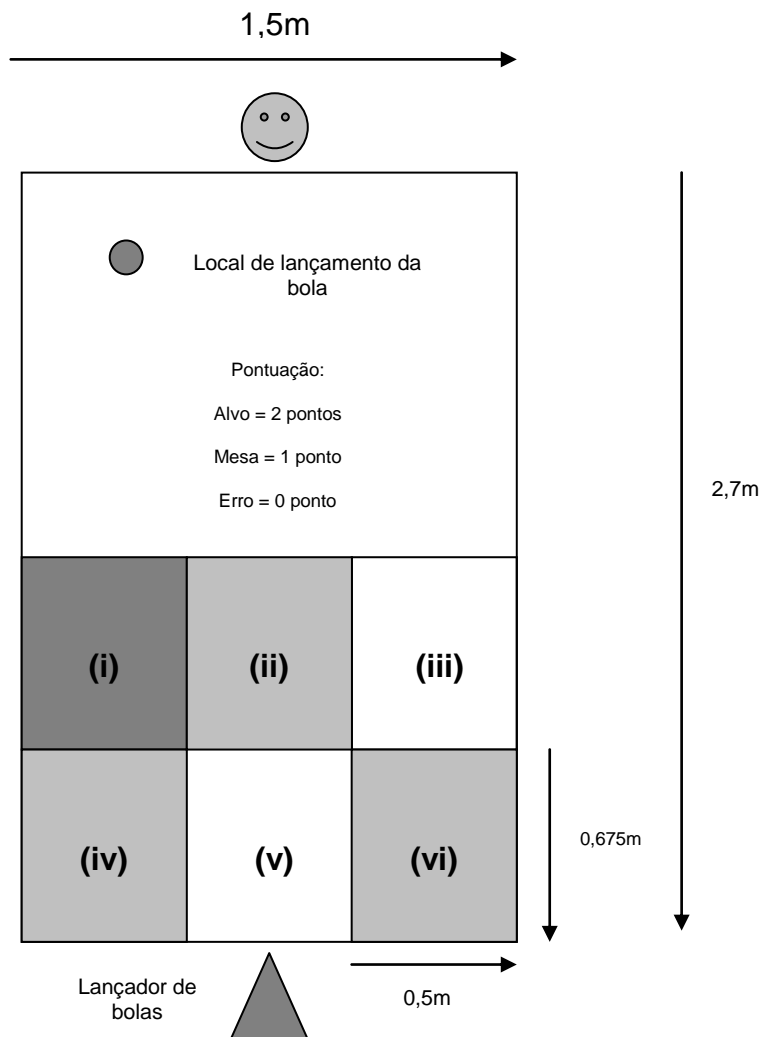 1,5m
Local de lançamento da
bola
Pontuação:
Alvo = 2 pontos
Mesa = 1 ponto
Erro = 0 ponto
2,7m
(i)
(ii)
(iii)
(iv)
(v)
(vi)
0,675m
Lançador de
bolas
0,5m